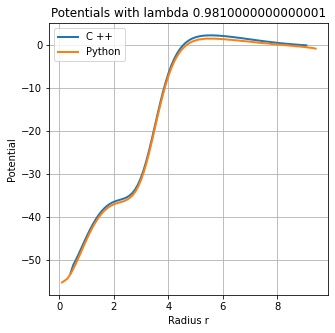 Potentials with lambda 0.9810000000000001
C ++
Python
0
−10
−20
−30
−40
−50
Potential
0 2 4 6 8
Radius r